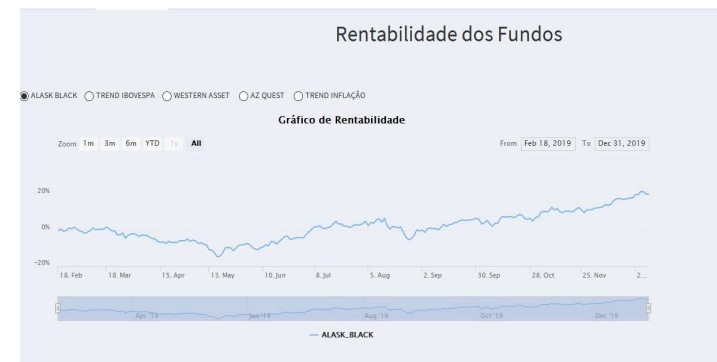 Rentabilidade dos Fundos
ALASK BLACK TREND IBOVESPA WESTERN ASSET AZ QUEST TREND INFLAÇÃO
Gráfico de Rentabilidade
Zoom 1m 3m 6m YTD 1y All From Feb 18, 2019 To Dec 31, 2019
20%
0%
-20%
18. Feb 18. Mar 15. Apr 13. May 10. Jun 8. Jul 5. Aug 2. Sep 30. Sep 28. Oct 25. Nov 2...
Apr '19 Jun '19 Aug '19 Oct '19 Dec '19
ALASK_BLACK